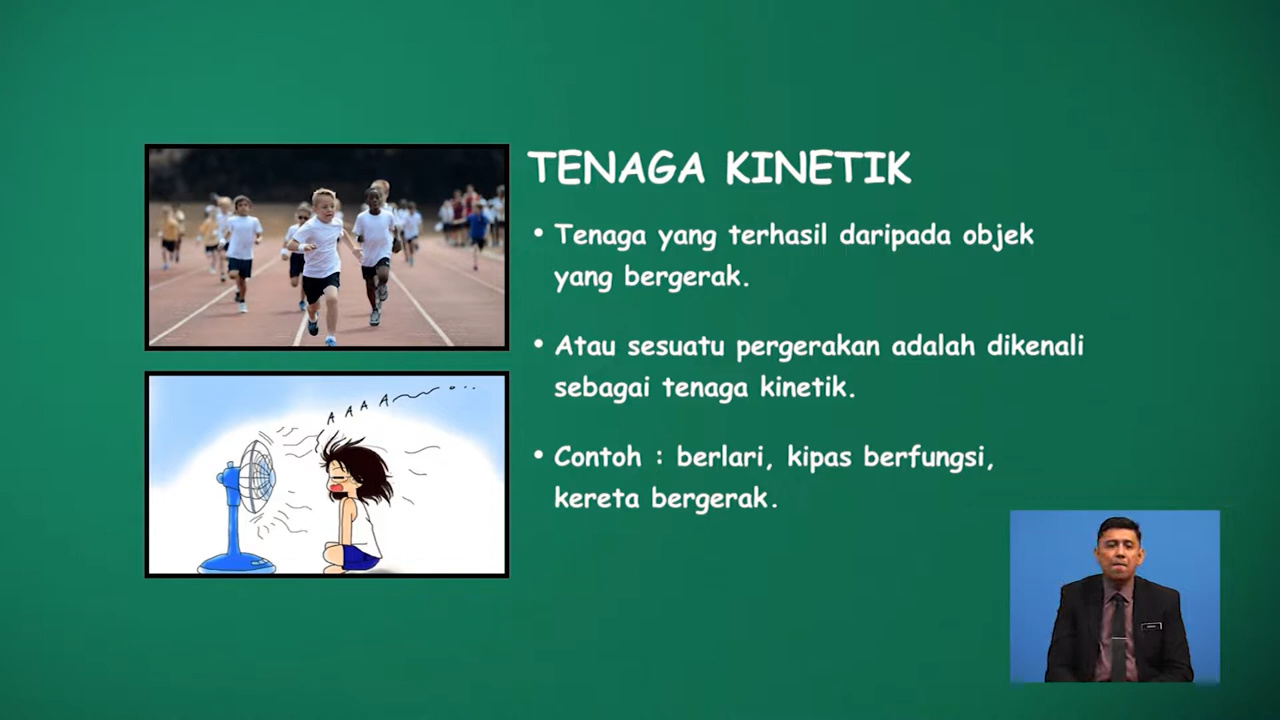 TENAGA KINETIK
• Tenaga yang terhasil daripada objek
yang bergerak.
• Atau sesuatu pergerakan adalah dikenali
sebagai tenaga kinetik.
• Contoh : berlari, kipas berfungsi,
kereta bergerak.
A A A A